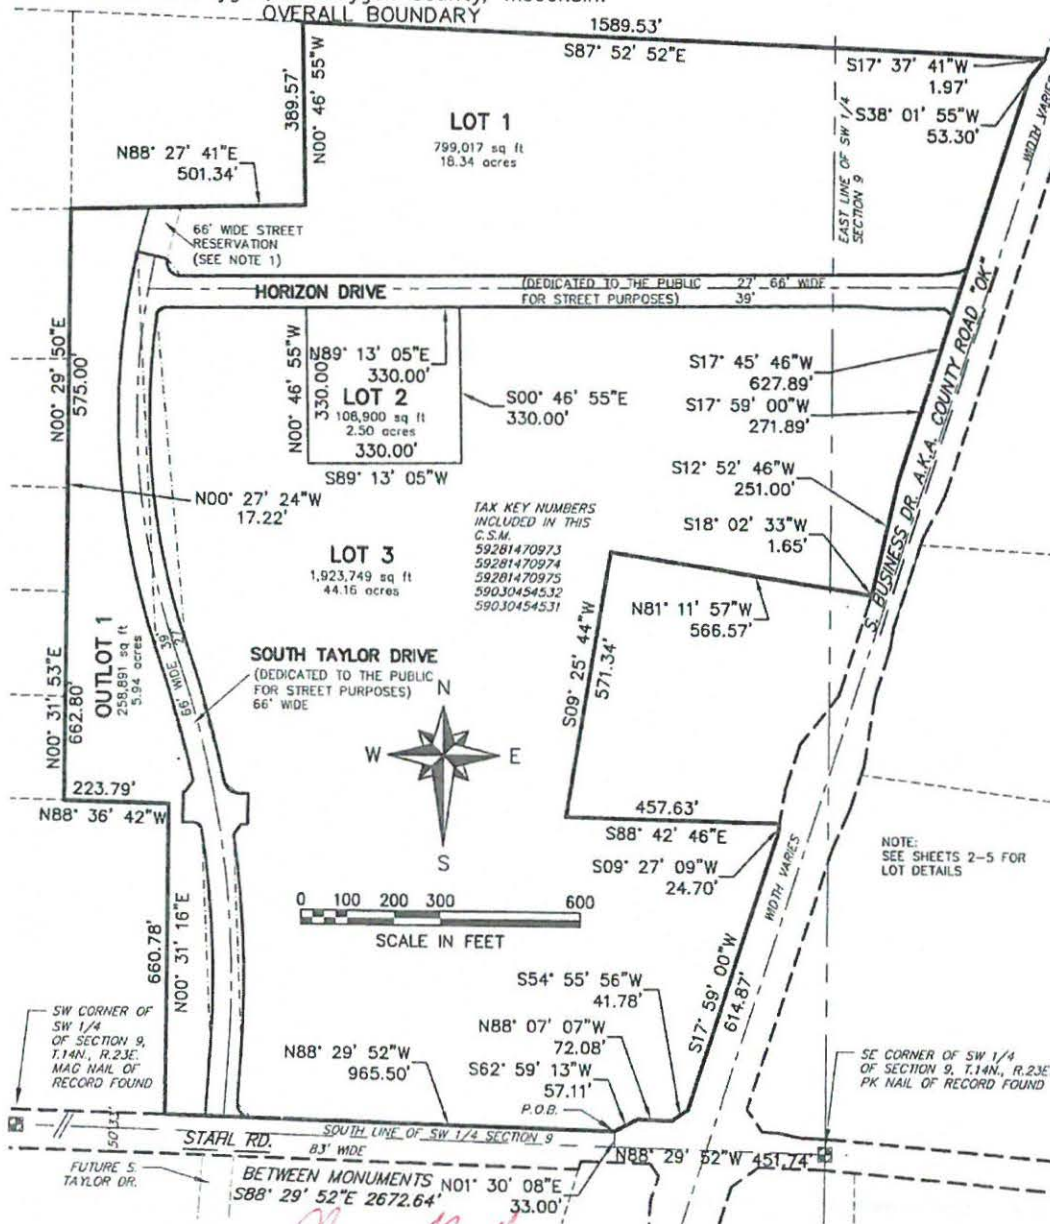 OVERALL BOUNDARY
1589.53'
S87° 52' 52"E
389.57'
N00° 46' 55"W
S17° 37' 41"W
1.97'
S38° 01' 55"W
53.30'
WIDTH VARIES
EAST LINE OF SW 1/4
SECTION 9
LOT 1
799,017 sq ft
18.34 acres
N88° 27' 41"E
501.34'
66' WIDE STREET
RESERVATION
(SEE NOTE 1)
HORIZON DRIVE
(DEDICATED TO THE PUBLIC
FOR STREET PURPOSES)
27' 66' WIDE
39'
N00° 29' 50"E
575.00'
N00° 46' 55"W
330.00'
N89° 13' 05"E
330.00'
LOT 2
108,900 sq ft
2.50 acres
330.00'
S89° 13' 05"W
S00° 46' 55"E
330.00'
S17° 45' 46"W
627.89'
S17° 59' 00"W
271.89'
S12° 52' 46"W
251.00'
S18° 02' 33"W
1.65'
S. BUSINESS DR. A.K.A. COUNTY ROAD "OK"
N00° 27' 24"W
17.22'
TAX KEY NUMBERS
INCLUDED IN THIS
C.S.M.
59281470973
59281470974
59281470975
59030454532
59030454531
LOT 3
1,923,749 sq ft
44.16 acres
N81° 11' 57"W
566.57'
S09° 25' 44"W
571.34'
OUTLOT 1
258,891 sq ft
5.94 acres
N00° 31' 53"E
662.80'
66' WIDE 39' 27'
SOUTH TAYLOR DRIVE
(DEDICATED TO THE PUBLIC
FOR STREET PURPOSES)
66' WIDE
N
W
E
S
223.79'
N88° 36' 42"W
457.63'
S88° 42' 46"E
S09° 27' 09"W
24.70'
WIDTH VARIES
NOTE:
SEE SHEETS 2-5 FOR
LOT DETAILS
0 100 200 300 600
SCALE IN FEET
660.78'
N00° 31' 16"E
S17° 59' 00"W
614.87'
S54° 55' 56"W
41.78'
N88° 07' 07"W
72.08'
S62° 59' 13"W
57.11'
P.O.B.
N88° 29' 52"W
965.50'
SW CORNER OF
SW 1/4
OF SECTION 9,
T.14N., R.23E.
MAG NAIL OF
RECORD FOUND
SE CORNER OF SW 1/4
OF SECTION 9, T.14N., R.23E
PK NAIL OF RECORD FOUND
50' 33'
STAHL RD.
SOUTH LINE OF SW 1/4 SECTION 9
83' WIDE
N88° 29' 52"W 451.74'
FUTURE S.
TAYLOR DR.
BETWEEN MONUMENTS
S88° 29' 52"E 2672.64'
N01° 30' 08"E
33.00'